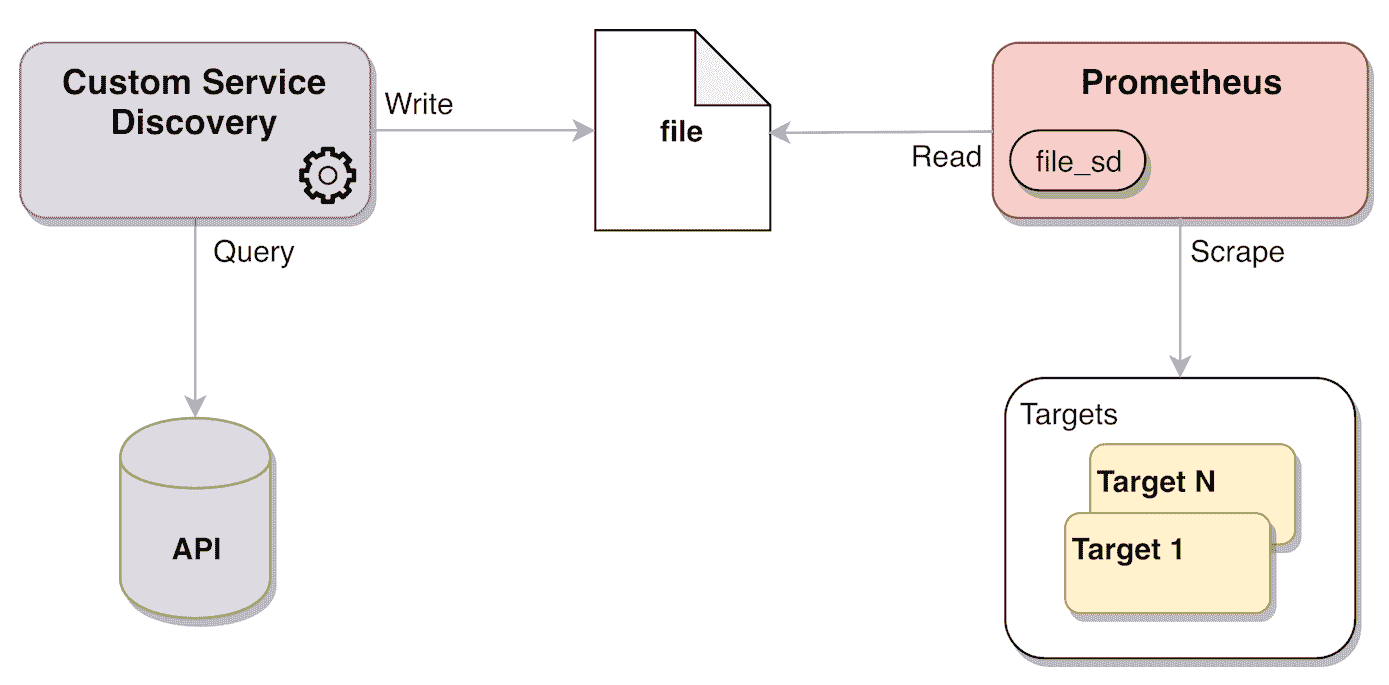 Custom Service
Discovery
Write
file
Prometheus
Read
file_sd
Query
Scrape
API
Targets
Target N
Target 1